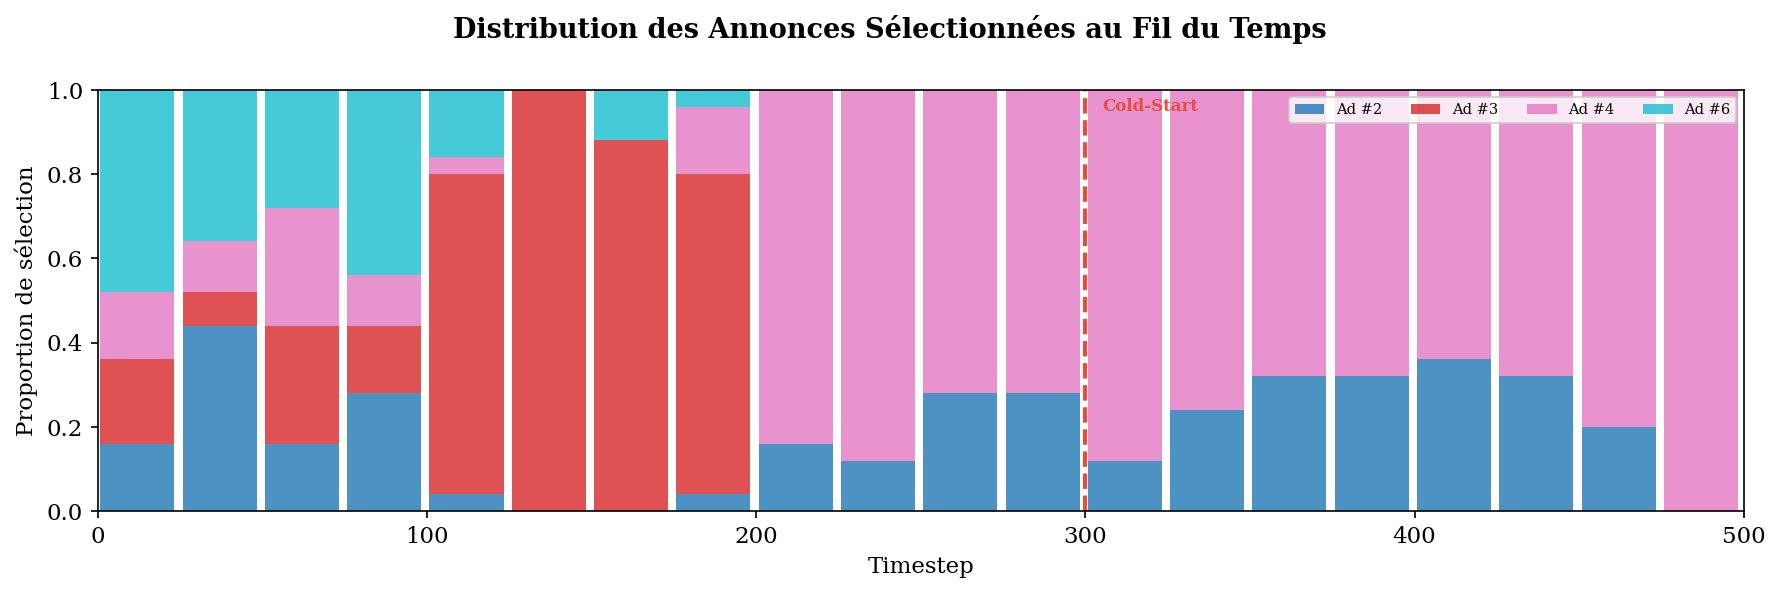 Distribution des Annonces Sélectionnées au Fil du Temps
Proportion de sélection
1.0
0.8
0.6
0.4
0.2
0.0
Cold-Start
Ad #2 Ad #3 Ad #4 Ad #6
0 100 200 300 400 500
Timestep